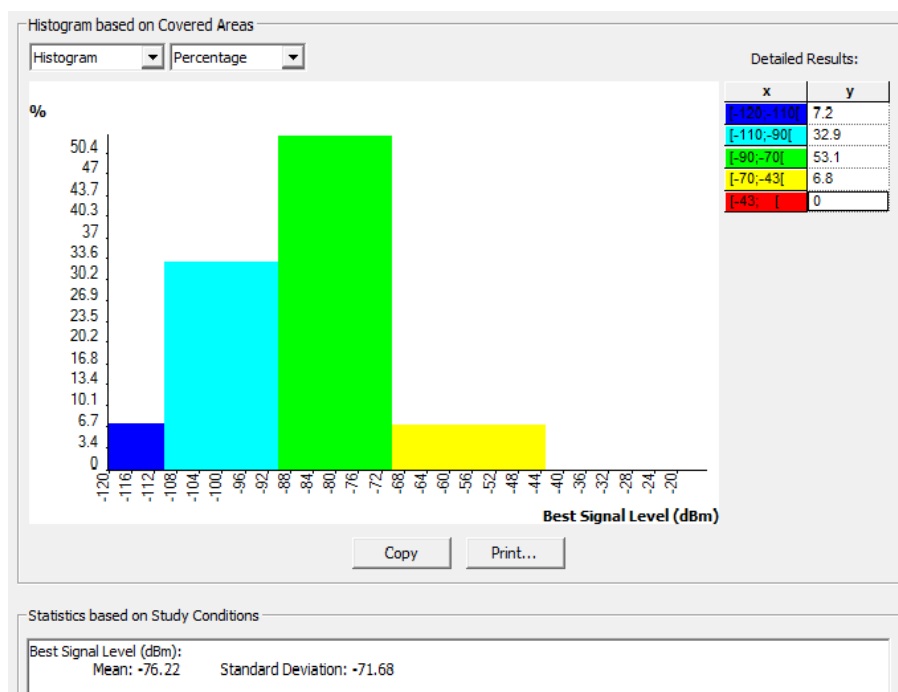 Histogram based on Covered Areas
Histogram Percentage Detailed Results:
x y
[-120;-110[ 7.2
[-110;-90[ 32.9
[-90;-70[ 53.1
[-70;-43[ 6.8
[-43; [ 0
%
50.4
47
43.7
40.3
37
33.6
30.2
26.9
23.5
20.2
16.8
13.4
10.1
6.7
3.4
0
-120 -116 -112 -108 -104 -100 -96 -92 -88 -84 -80 -76 -72 -68 -64 -60 -56 -52 -48 -44 -40 -36 -32 -28 -24 -20
Best Signal Level (dBm)
Copy Print...
Statistics based on Study Conditions
Best Signal Level (dBm):
Mean: -76.22 Standard Deviation: -71.68